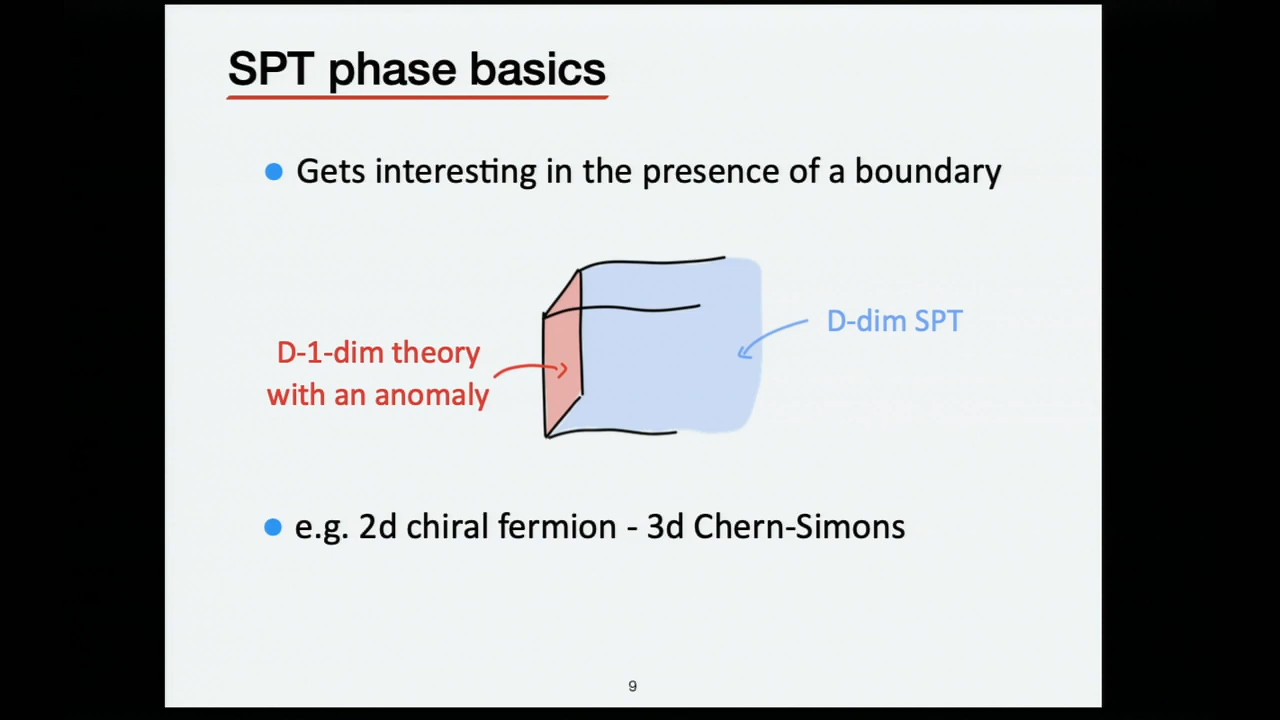 SPT phase basics
Gets interesting in the presence of a boundary
D-dim SPT
D-1-dim theory
with an anomaly
e.g. 2d chiral fermion - 3d Chern-Simons
9